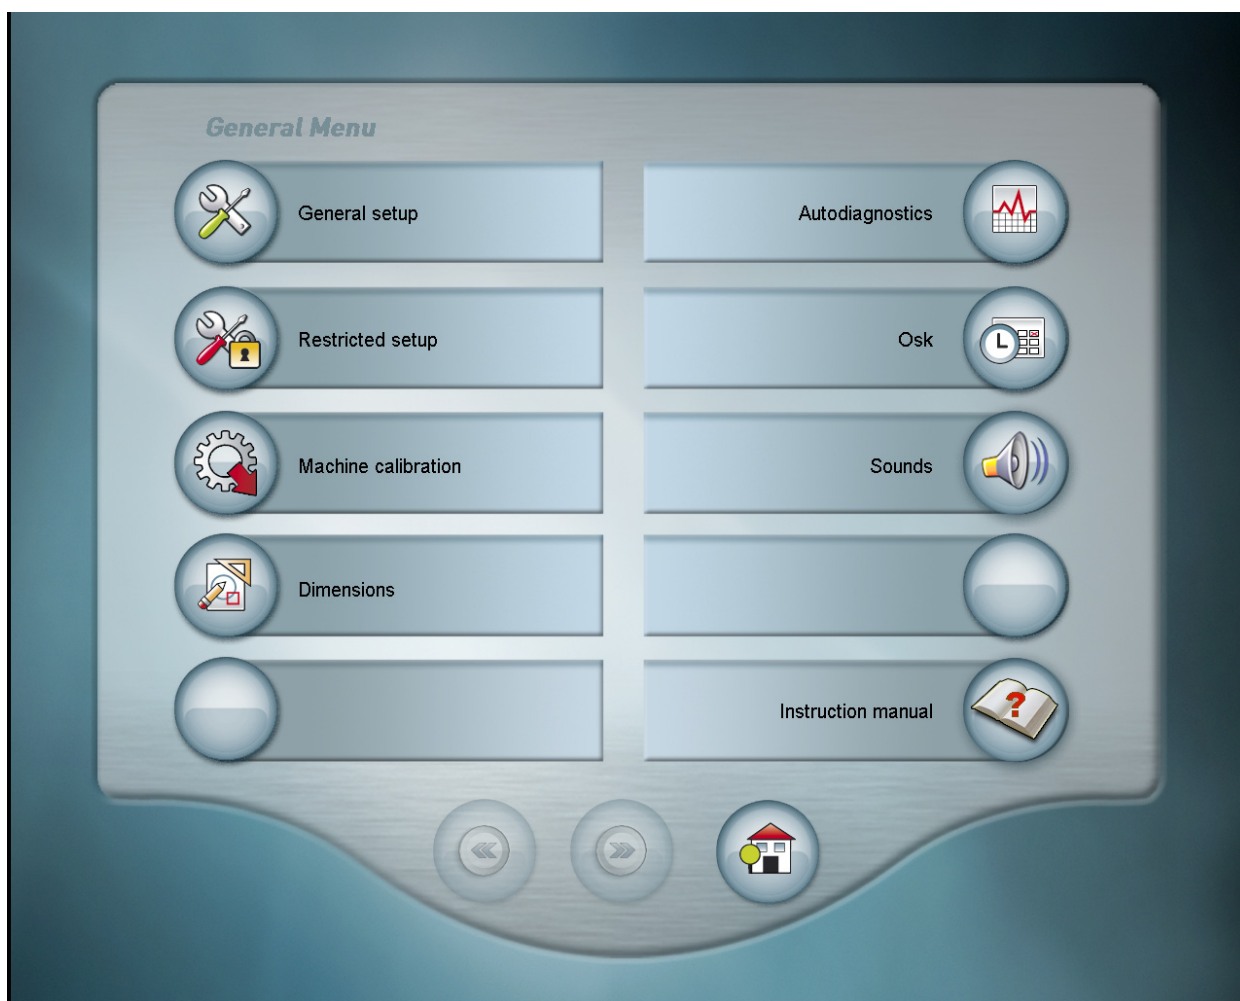 General Menu
General setup
Autodiagnostics
Restricted setup
Osk
Machine calibration
Sounds
Dimensions
Instruction manual